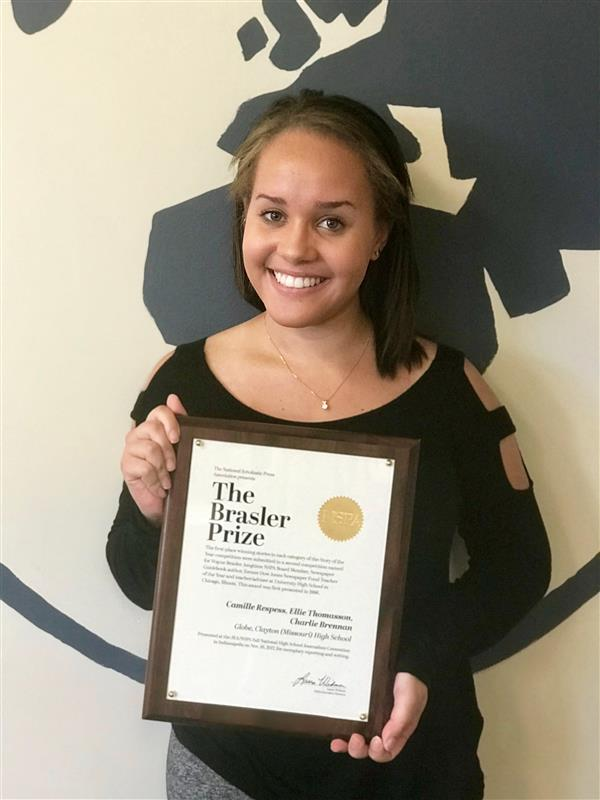 The National Scholastic Press
Association presents
The
Brasler
Prize
NSPA
The first-place winning stories in each category of the Story of the
Year competition were submitted to a second competition named
for Wayne Brasler, longtime NSPA Board Member, Newspaper
Guidebook author, former Dow Jones Newspaper Fund Teacher
of the Year and teacher/adviser at University High School in
Chicago, Illinois. This award was first presented in
Camille Respess, Ellie Thomasson,
Charlie Brennan
Globe, Clayton (Missouri) High School
Presented at the JEA/NSPA Fall National High School Journalism Convention
in Indianapolis on Nov. 2017, for exemplary reporting and writing.
Laura Widmer